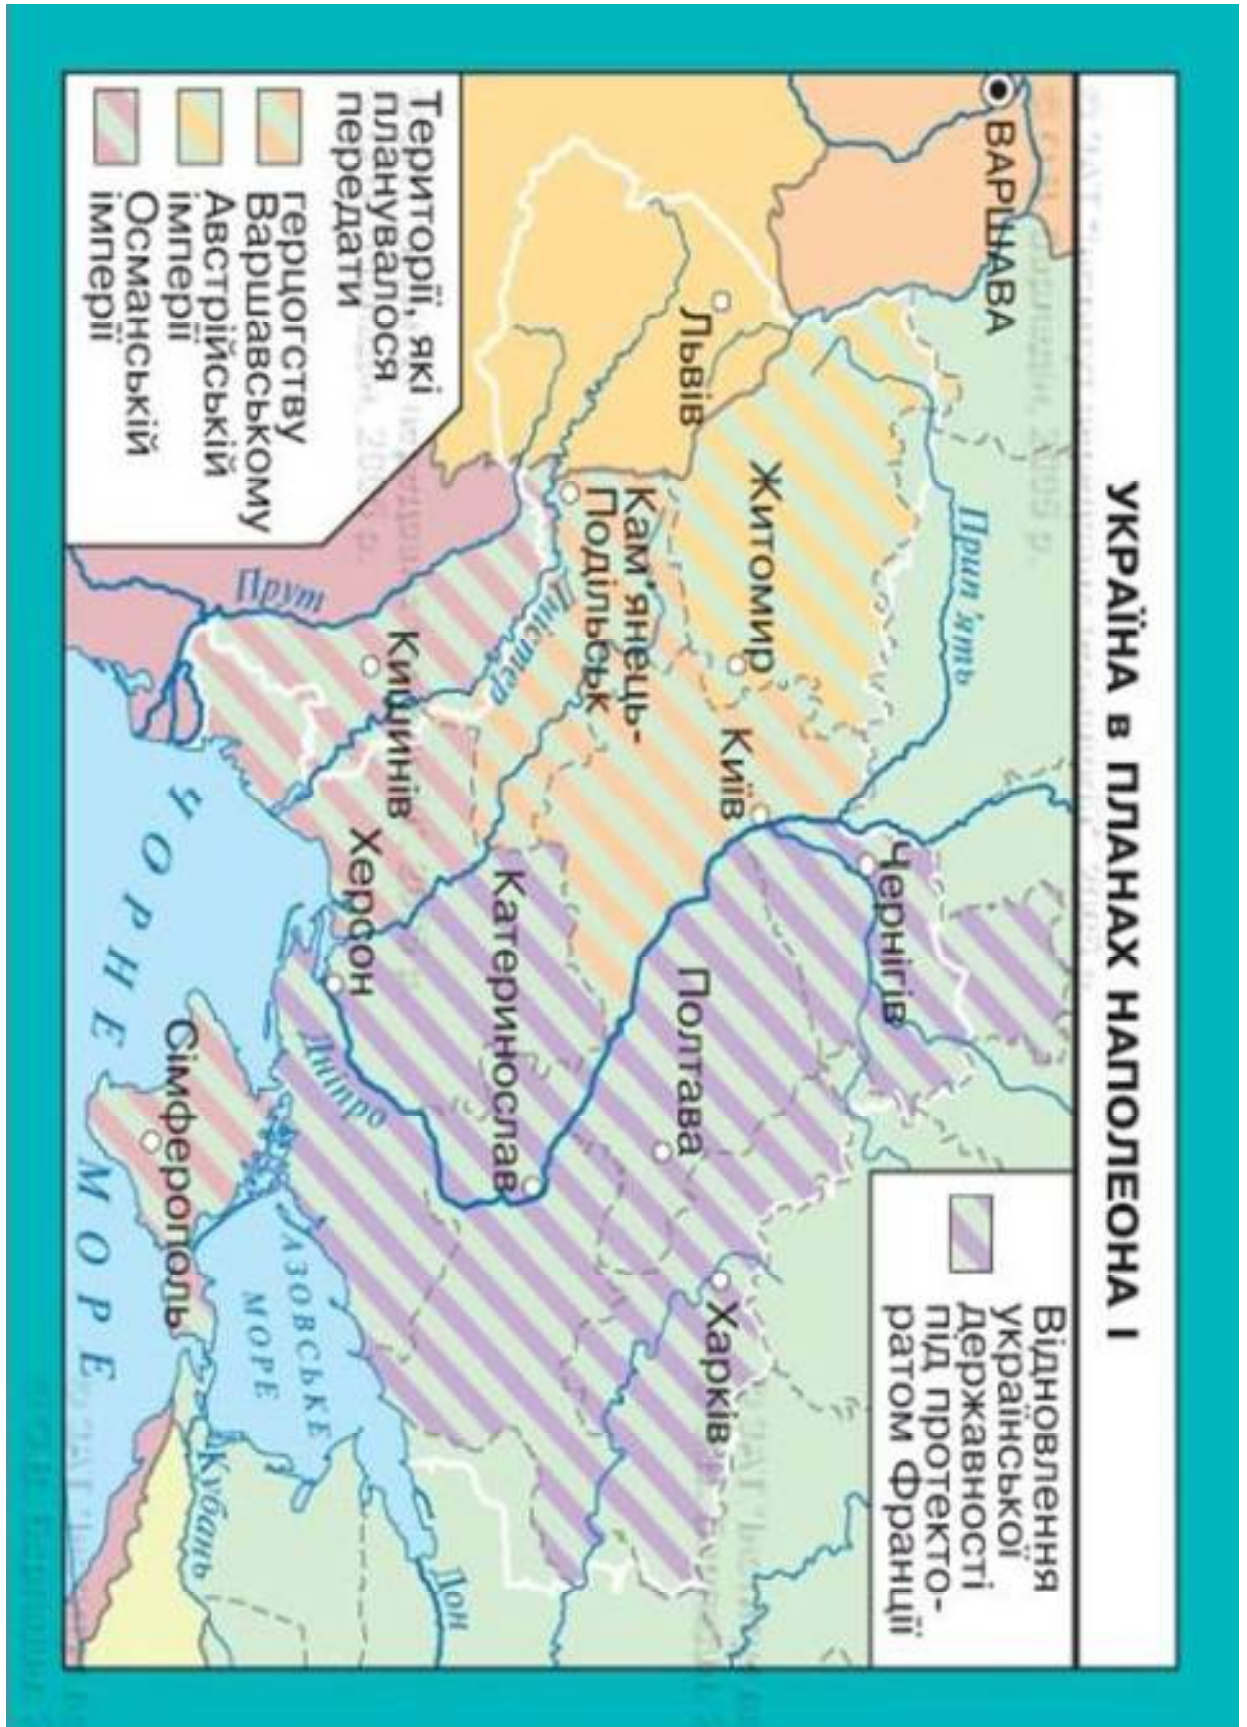 УКРАЇНА в ПЛАНАХ НАПОЛЕОНА І
Відновлення
української
державності
під протекто-
ратом Франції
ВАРШАВА
Прип'ять
Чернігів
Житомир
Київ
Львів
Харків
Полтава
Кам'янець-
Подільськ
Катеринослав
Дністер
Кишинів
Херсон
Дніпро
Дон
Прут
АЗОВСЬКЕ
МОРЕ
Кубань
Сімферополь
ЧОРНЕ МОРЕ
Території, які
планувалося
передати
герцогству
Варшавському
Австрійській
імперії
Османській
імперії